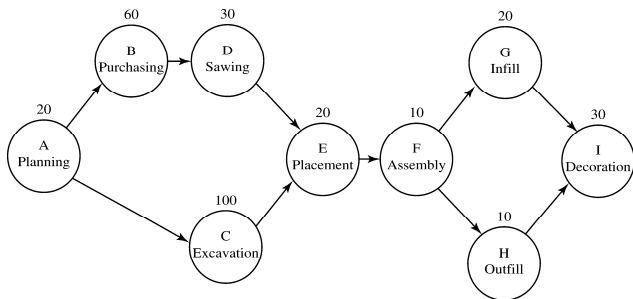 60
B
Purchasing
30
D
Sawing
20
G
Infill
20
A
Planning
20
E
Placement
10
F
Assembly
30
I
Decoration
100
C
Excavation
10
H
Outfill